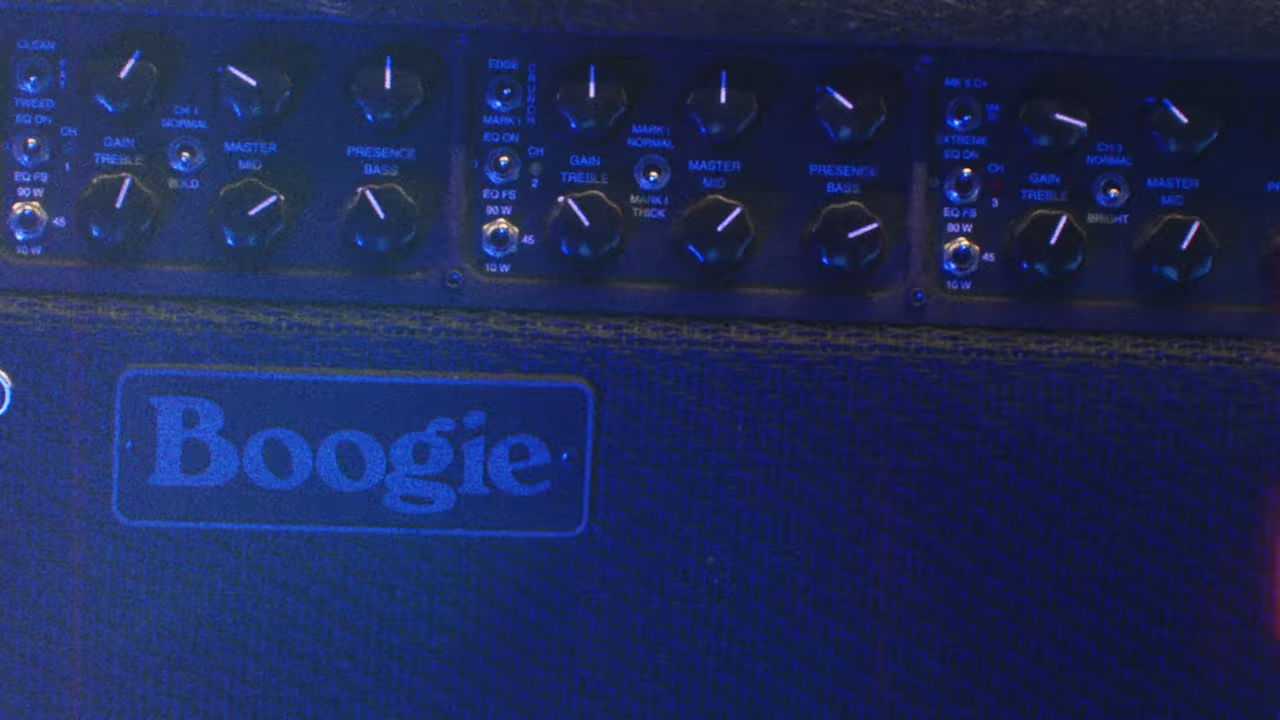 CLEAN
FAT
TWEED
EQ ON
CH
1
EQ FS
90 W
45
10 W
GAIN
TREBLE
CH 1
NORMAL
BOLD
MASTER
MID
PRESENCE
BASS
EDGE
CRUNCH
MARK I
EQ ON
CH
2
EQ FS
90 W
45
10 W
GAIN
TREBLE
MARK I
NORMAL
MARK I
THICK
MASTER
MID
PRESENCE
BASS
MK II C+
EXTREME
EQ ON
CH
3
EQ FS
90 W
45
10 W
GAIN
TREBLE
CH 3
NORMAL
BRIGHT
MASTER
MID
Boogie